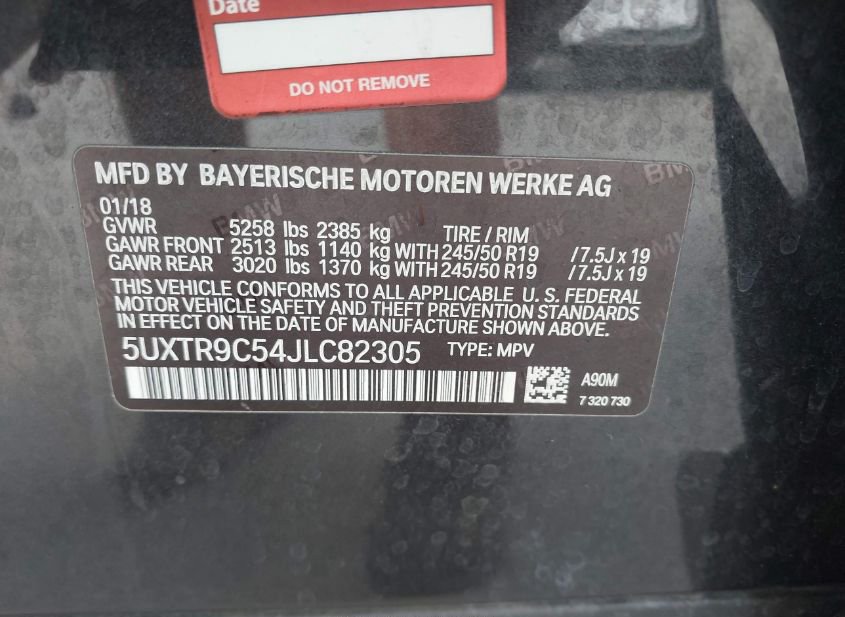 Date
DO NOT REMOVE
MFD BY BAYERISCHE MOTOREN WERKE AG
01/18
GVWR 5258 lbs 2385 kg TIRE / RIM
GAWR FRONT 2513 lbs 1140 kg WITH 245/50 R19 /7.5J x 19
GAWR REAR 3020 lbs 1370 kg WITH 245/50 R19 /7.5J x 19
THIS VEHICLE CONFORMS TO ALL APPLICABLE U. S. FEDERAL
MOTOR VEHICLE SAFETY AND THEFT PREVENTION STANDARDS
IN EFFECT ON THE DATE OF MANUFACTURE SHOWN ABOVE.
5UXTR9C54JLC82305 TYPE: MPV
A90M
7 320 730